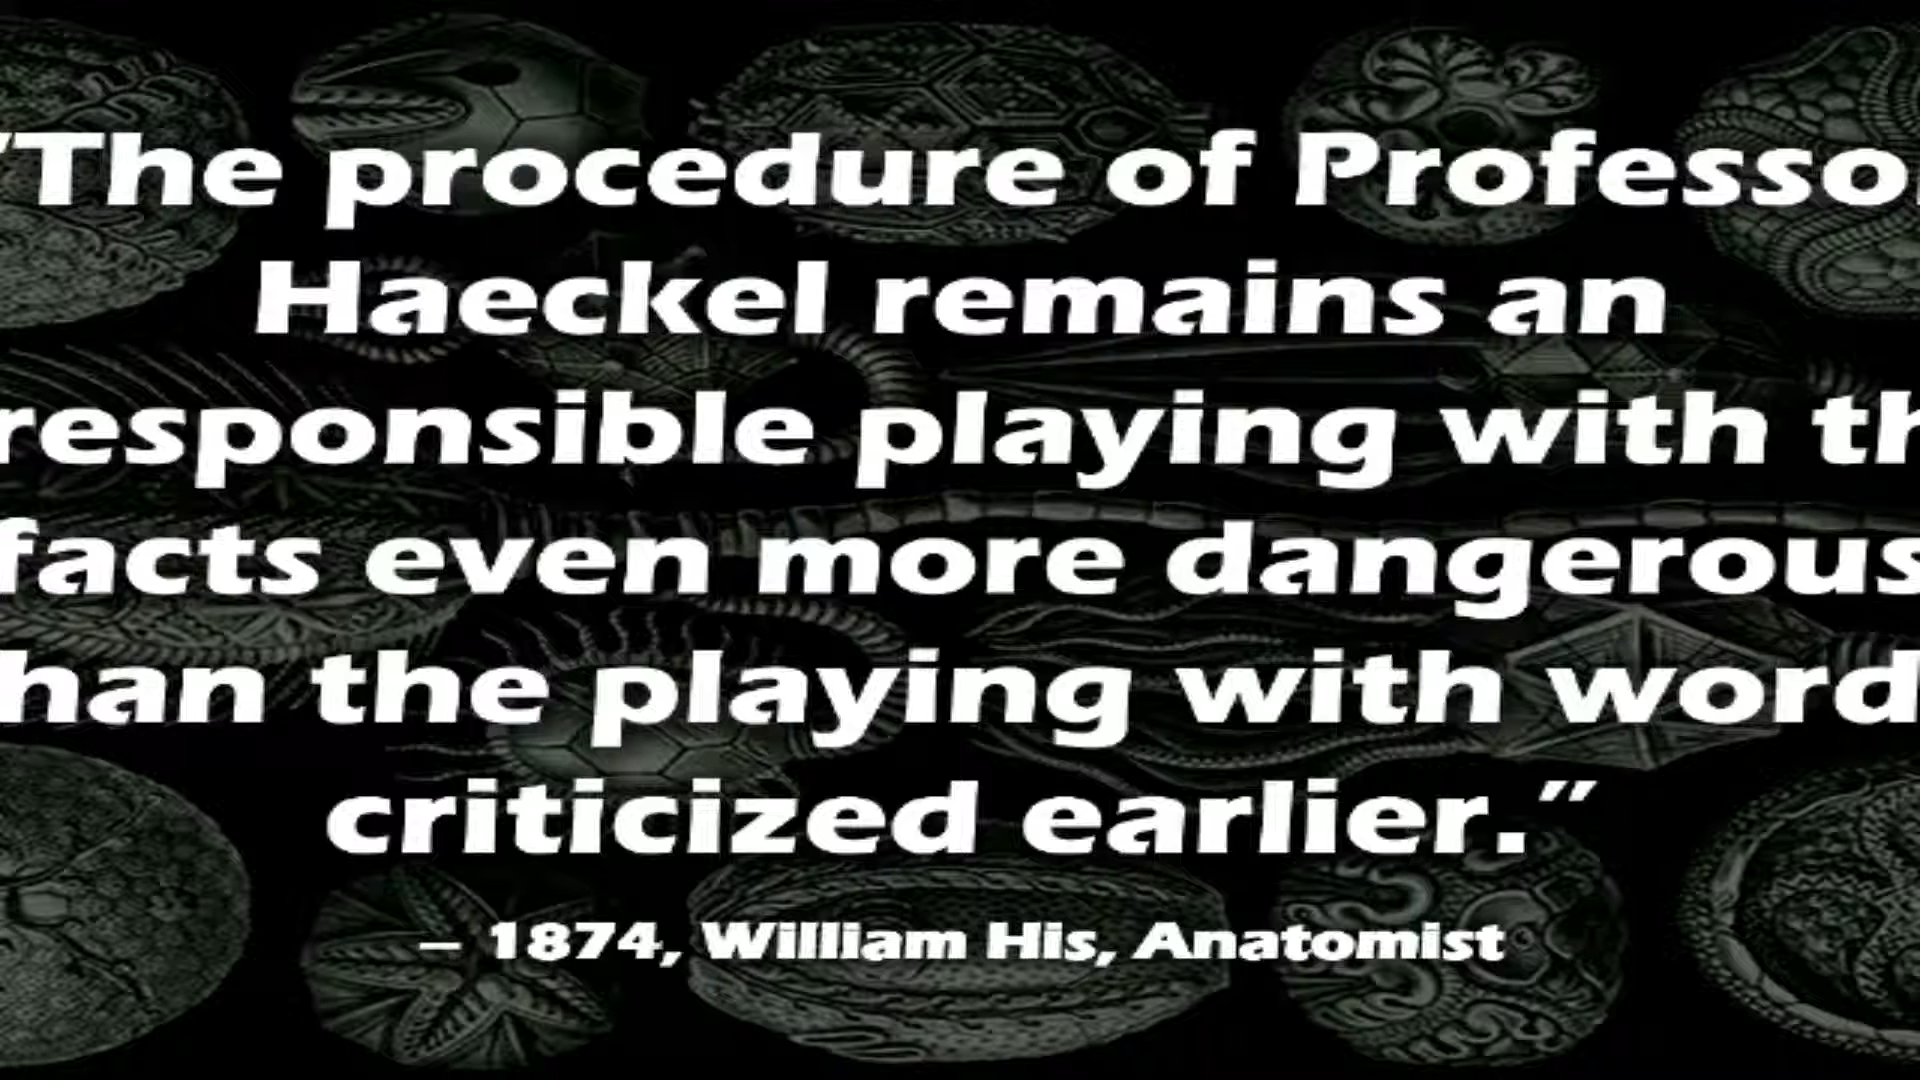 "The procedure of Professo
Haeckel remains an
responsible playing with th
facts even more dangerous
han the playing with word
criticized earlier."
– 1874, William His, Anatomist